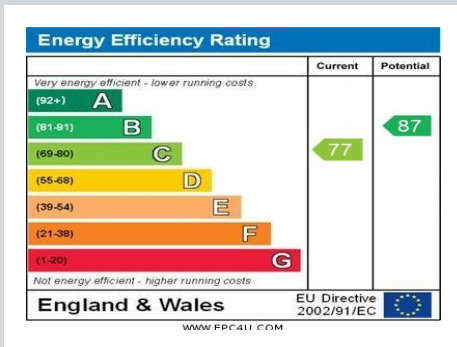 Energy Efficiency Rating
Current Potential
Very energy efficient - lower running costs
(92+) A
(81-91) B 87
(69-80) C 77
(55-68) D
(39-54) E
(21-38) F
(1-20) G
Not energy efficient - higher running costs
England & Wales
EU Directive
2002/91/EC
WWW.EPC4U.COM